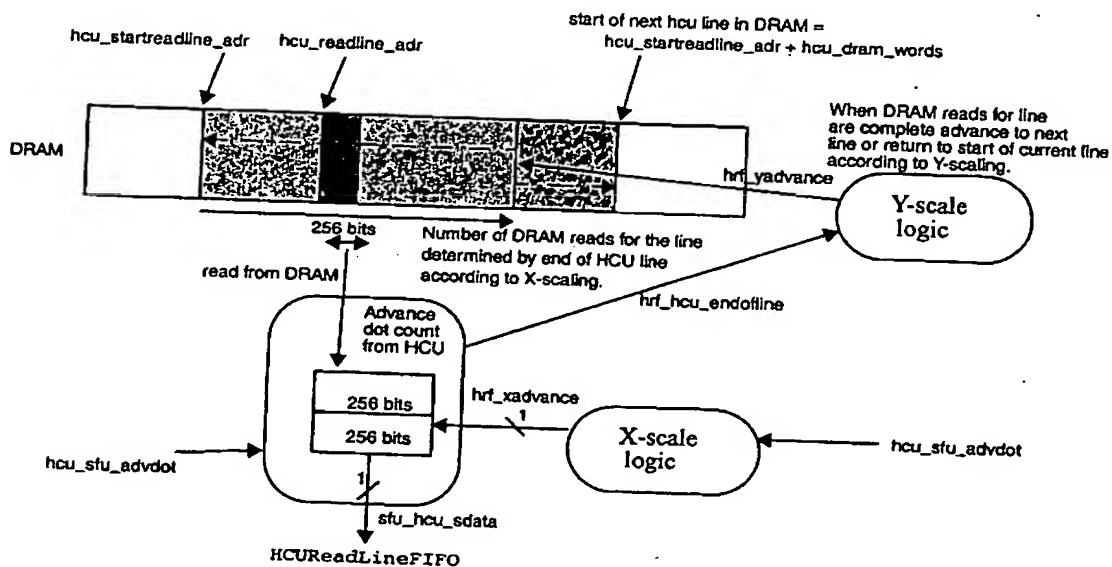 start of next hcu line in DRAM =
hcu_startreadline_adr + hcu_dram_words
hcu_startreadline_adr
hcu_readline_adr
When DRAM reads for line
are complete advance to next
line or return to start of current line
according to Y-scaling.
DRAM
hrf_yadvance
Y-scale
logic
256 bits
Number of DRAM reads for the line
determined by end of HCU line
according to X-scaling.
read from DRAM
hrf_hcu_endofline
Advance
dot count
from HCU
256 bits
256 bits
hrf_xadvance
1
X-scale
logic
hcu_sfu_advdot
hcu_sfu_advdot
1
sfu_hcu_sdata
HCUReadLineFIFO